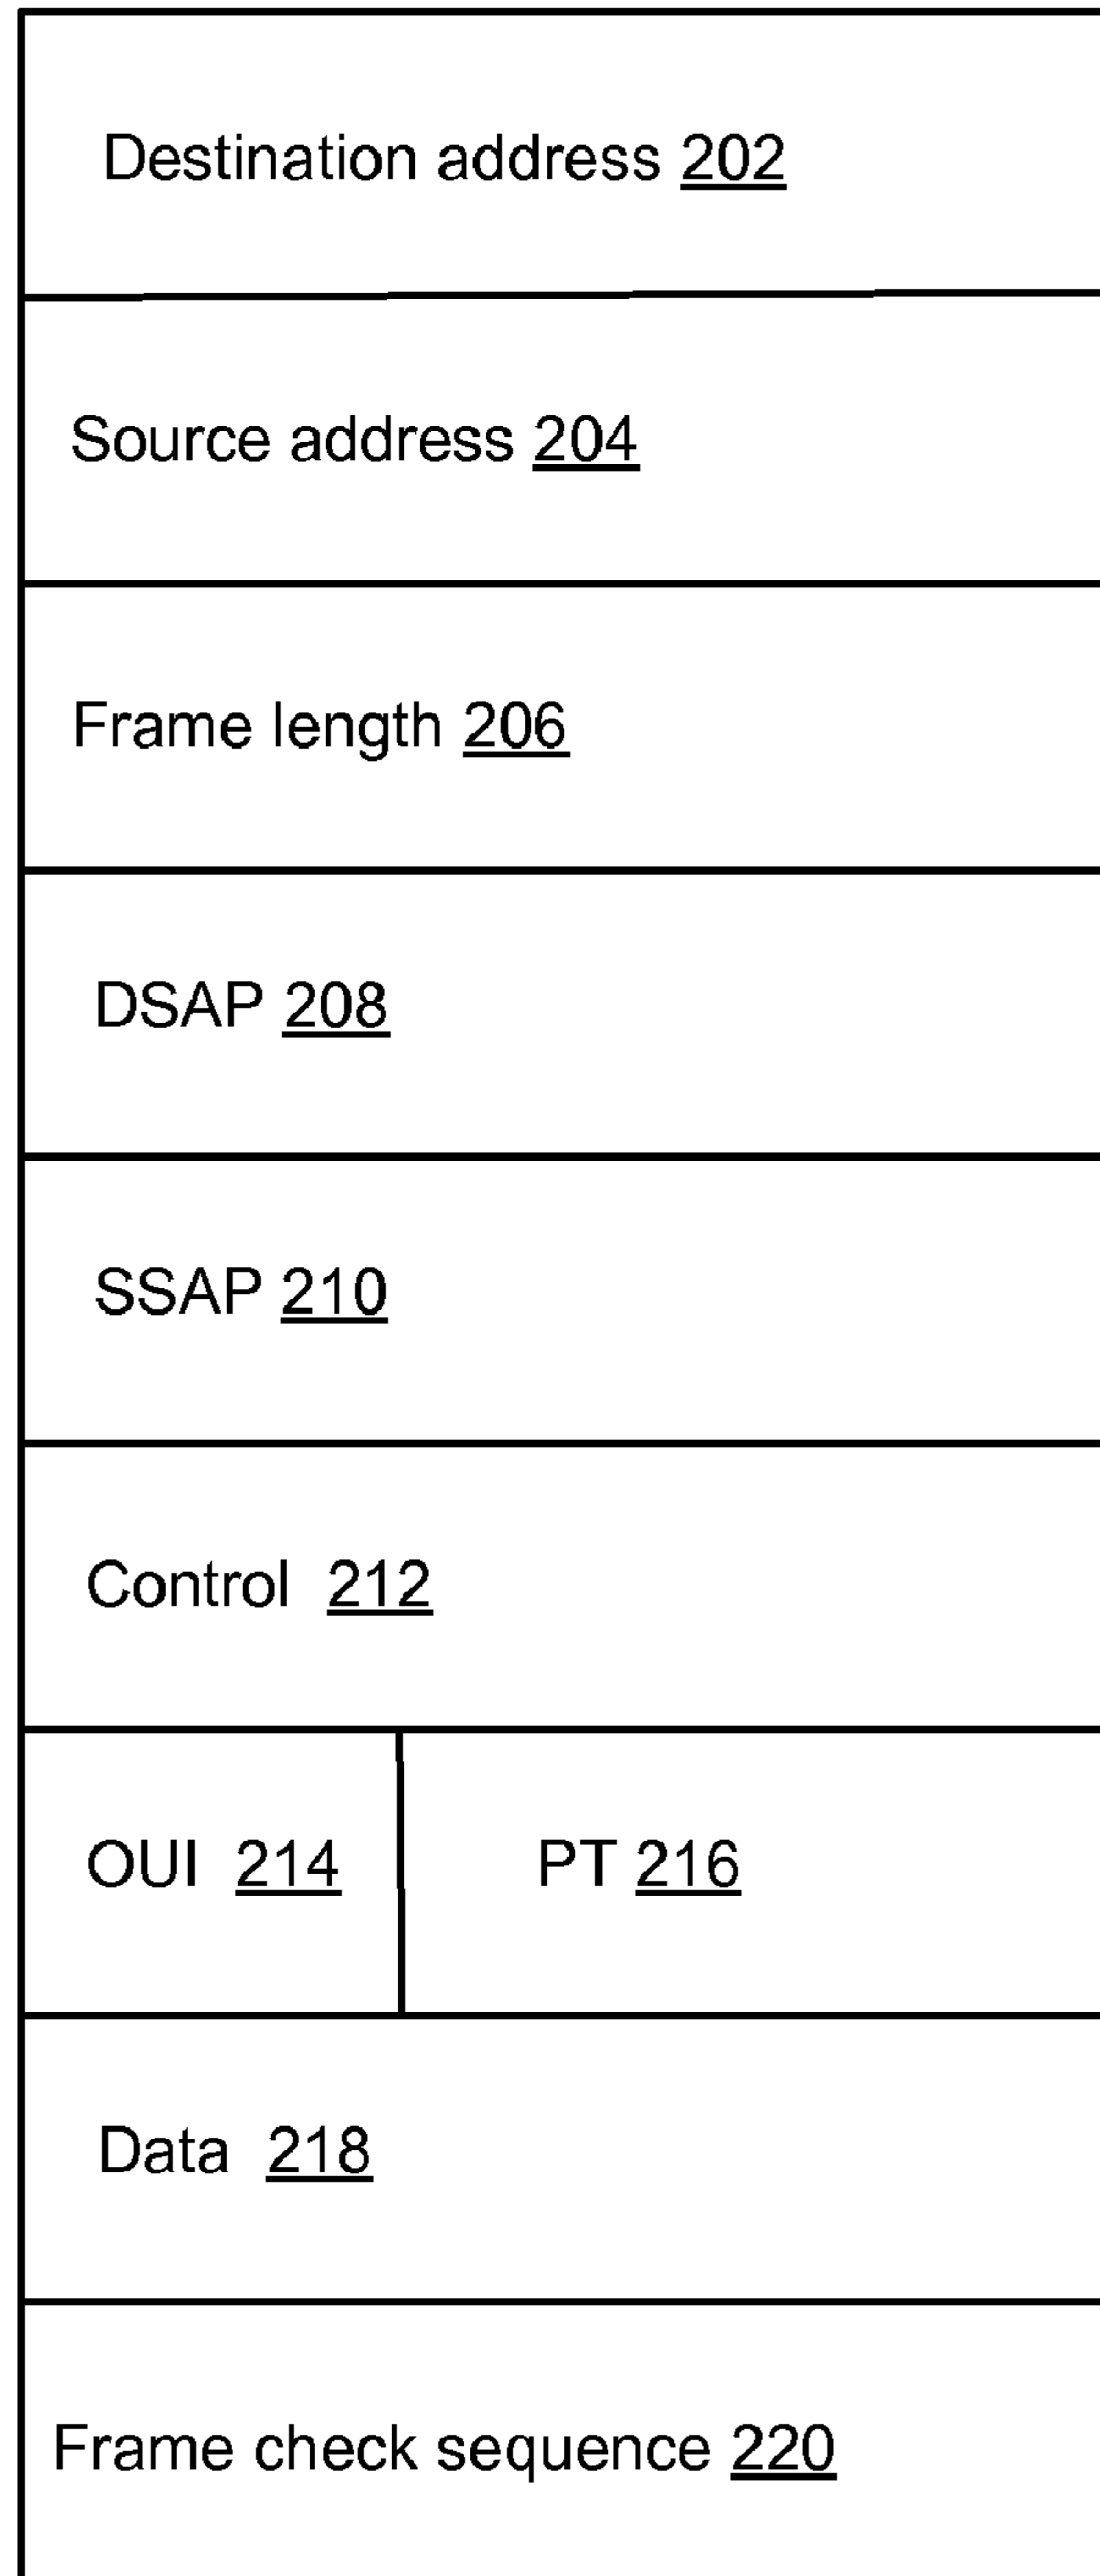 Destination address 202
Source address 204
Frame length 206
DSAP 208
SSAP 210
Control 212
OUI 214 PT 216
Data 218
Frame check sequence 220